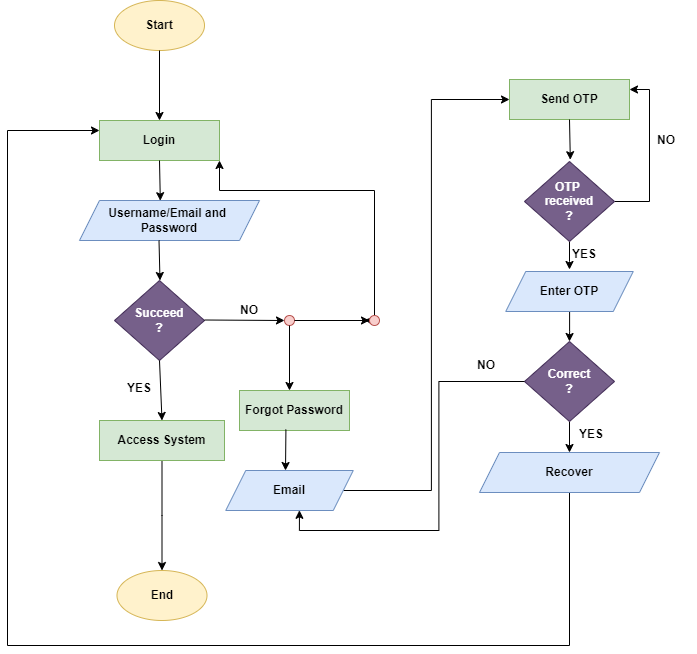 Start
Login
Username/Email and
Password
Succeed
?
NO
YES
Access System
End
Forgot Password
Email
Send OTP
NO
OTP
received
?
YES
Enter OTP
Correct
?
NO
YES
Recover